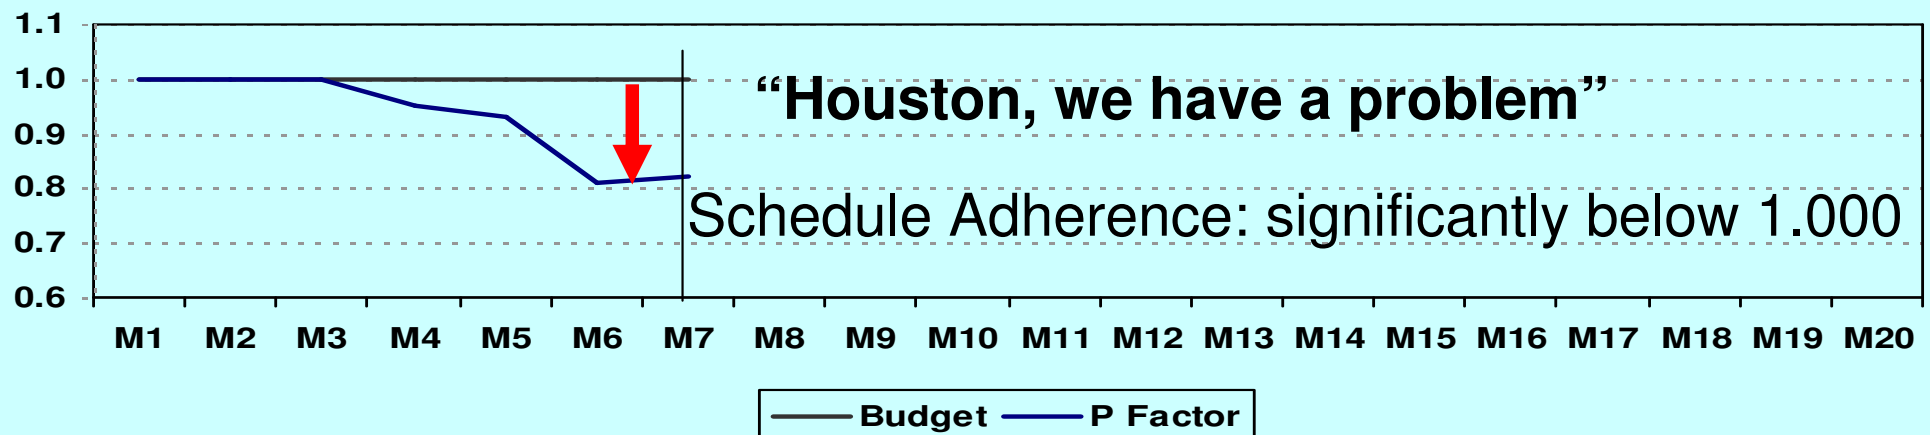 1.1
1.0
“Houston, we have a problem”
0.9
0.8
Schedule Adherence: significantly below 1.000
0.7
0.6
M1 M2 M3 M4 M5 M6 M7 M8 M9 M10 M11 M12 M13 M14 M15 M16 M17 M18 M19 M20
Budget P Factor